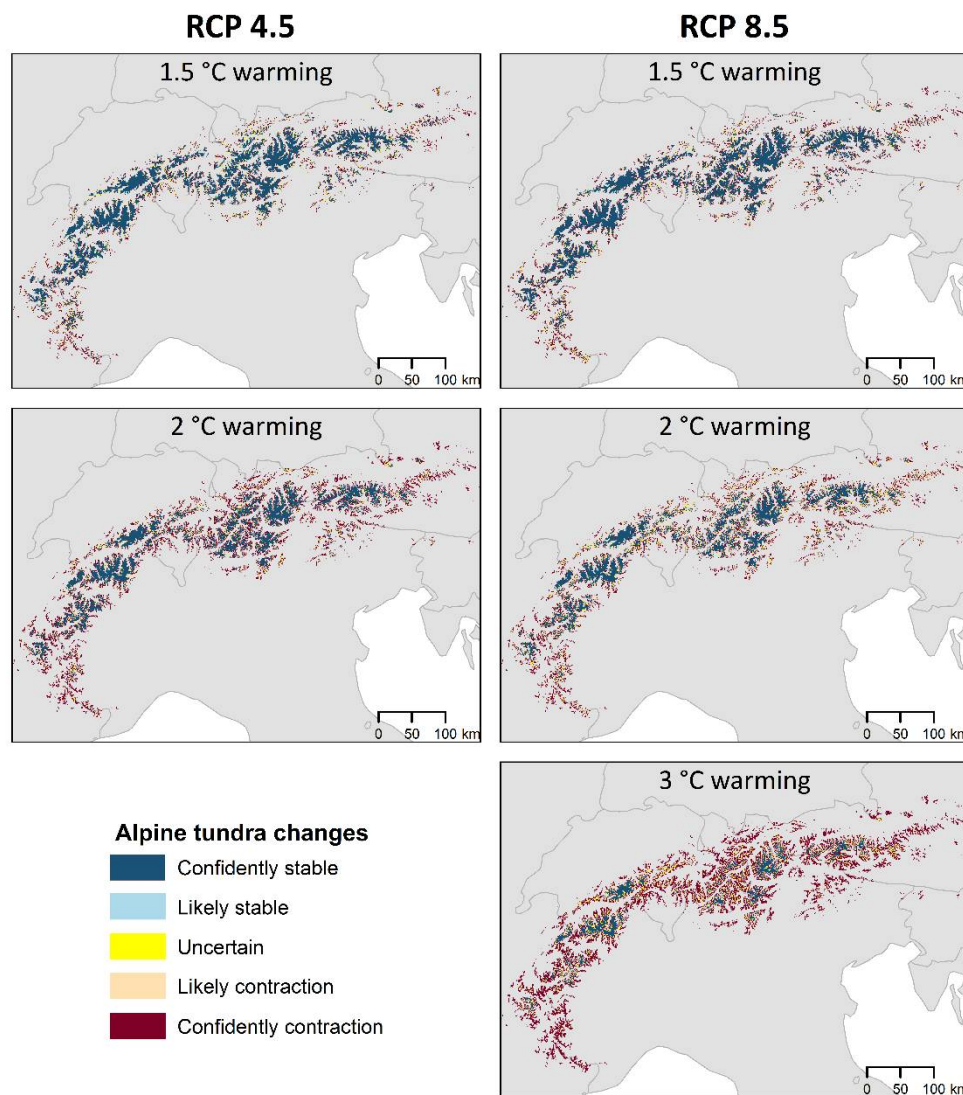 RCP 4.5
RCP 8.5
1.5 °C warming
1.5 °C warming
0 50 100 km
0 50 100 km
2 °C warming
2 °C warming
0 50 100 km
0 50 100 km
3 °C warming
Alpine tundra changes
Confidently stable
Likely stable
Uncertain
Likely contraction
Confidently contraction
0 50 100 km